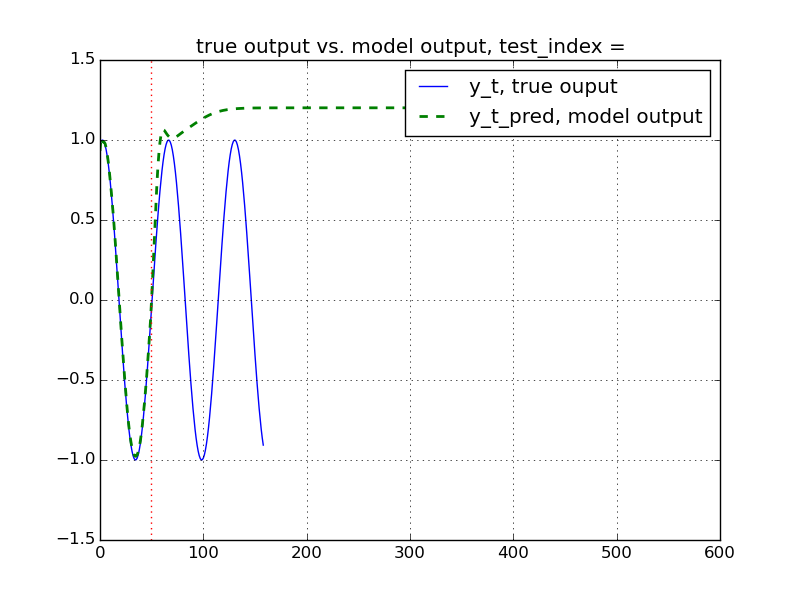 true output vs. model output, test_index =
y_t, true ouput
y_t_pred, model output
1.5
1.0
0.5
0.0
−0.5
−1.0
−1.5
0 100 200 300 400 500 600